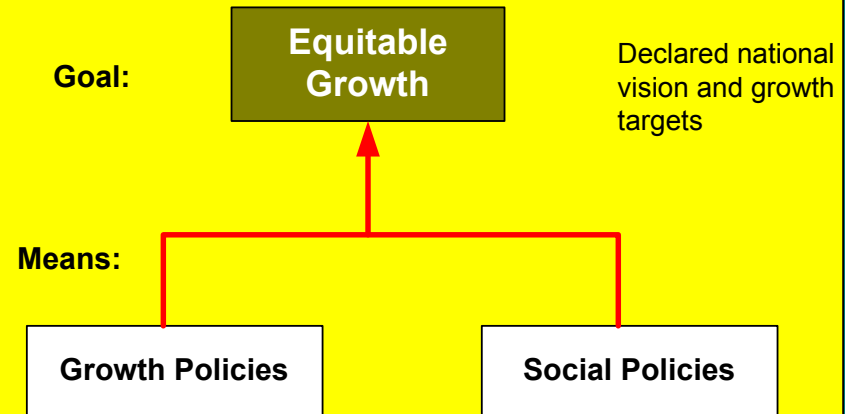 Goal:
Equitable
Growth
Declared national
vision and growth
targets
Means:
Growth Policies
Social Policies